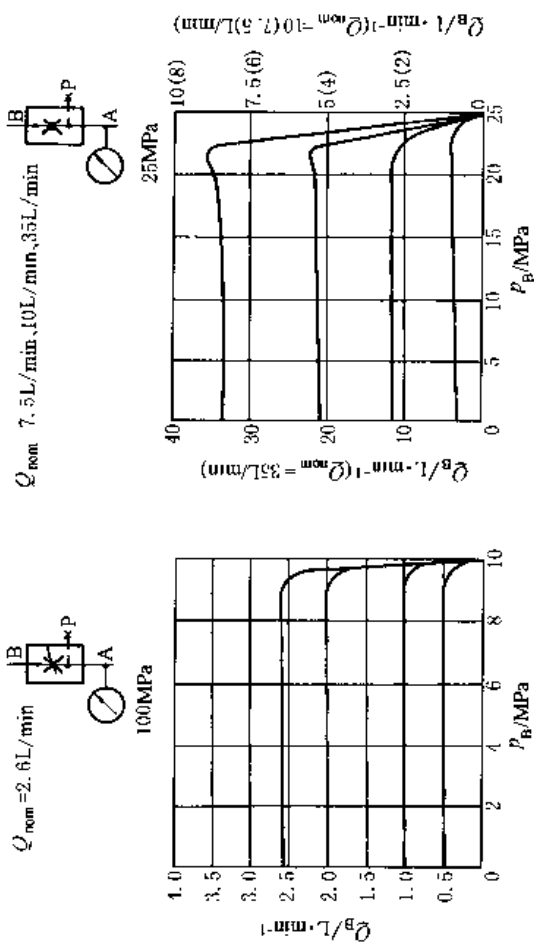 Q_nom=2.6L/min
B
P
A
100MPa
4.0
3.5
3.0
2.5
2.0
1.5
1.0
0.5
0
2
4
6
8
10
Q_B/L·min⁻¹
p_B/MPa
Q_nom 7.5L/min、10L/min、35L/min
B
P
A
25MPa
40
30
20
10
0
5
10
15
20
25
10(8)
7.5(6)
5(4)
2.5(2)
Q_B/L·min⁻¹(Q_nom=35L/min)
p_B/MPa
Q_B/L·min⁻¹(Q_nom=10(7.5)L/min)